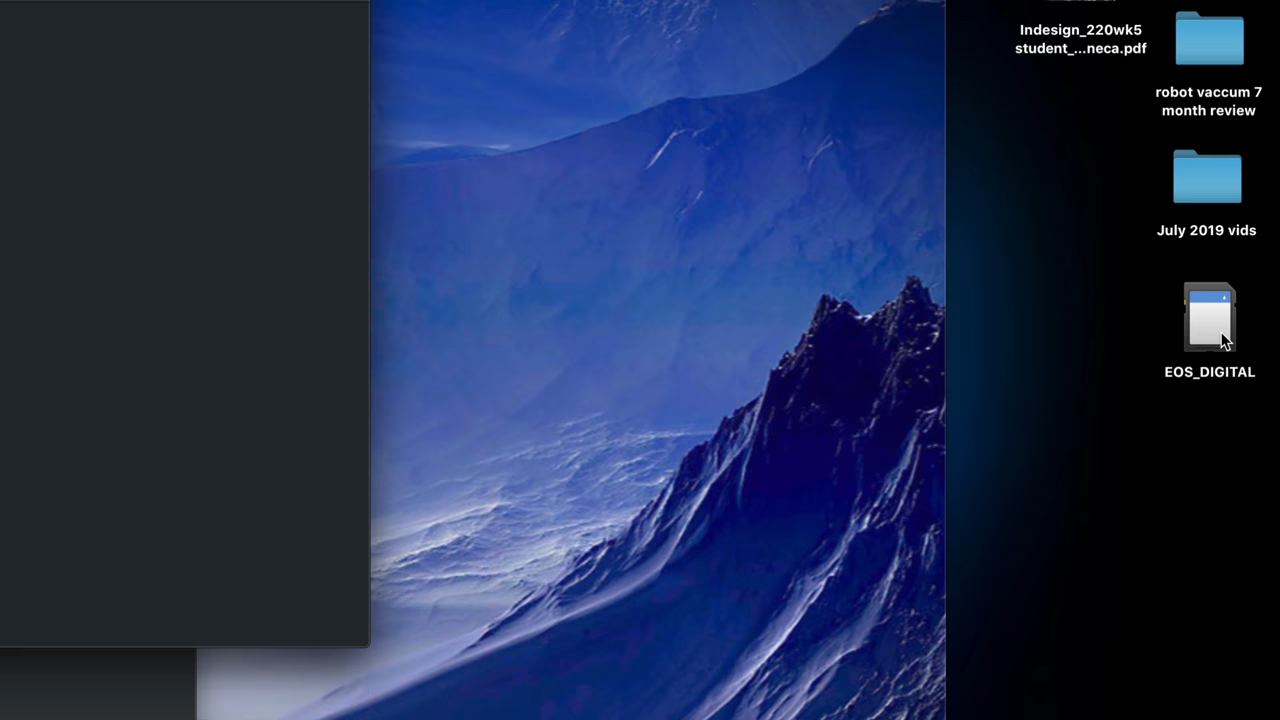 Indesign_220wk5
student_...neca.pdf
robot vaccum 7
month review
July 2019 vids
EOS_DIGITAL